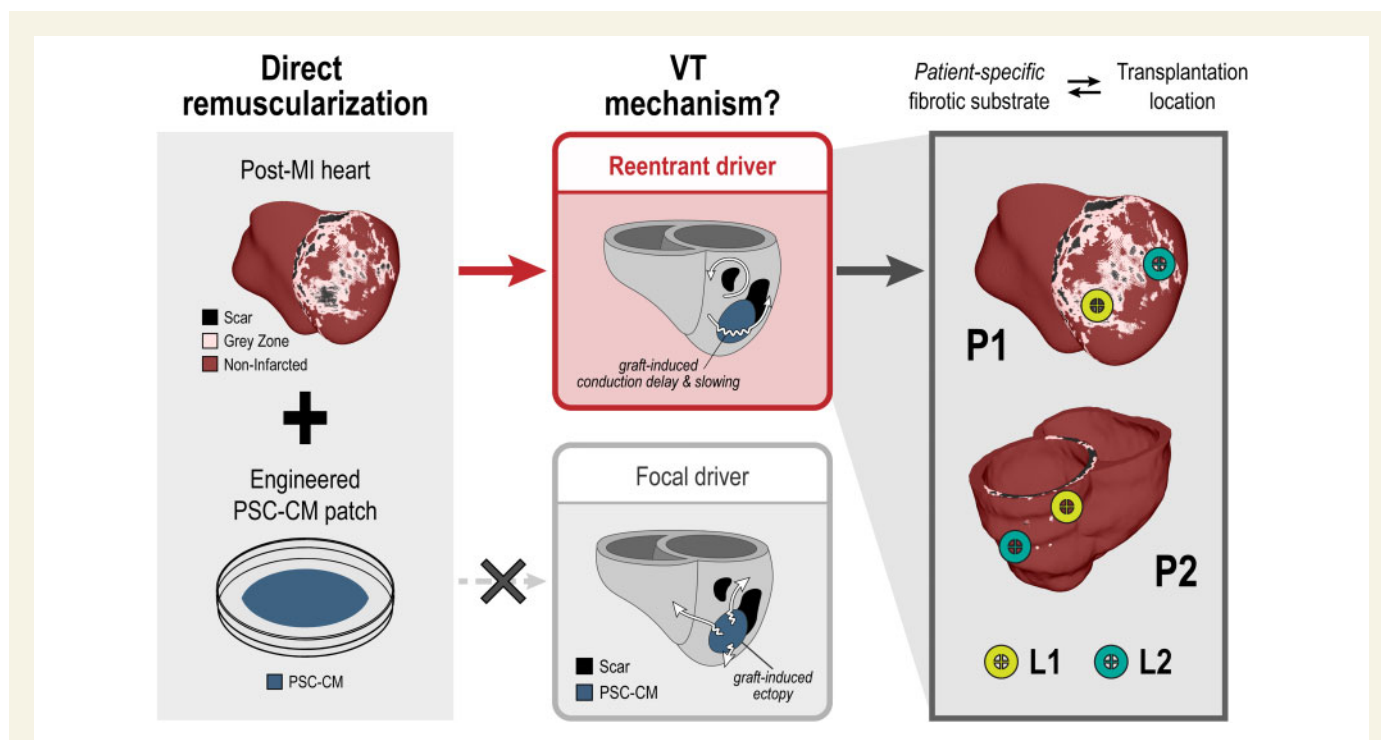 Direct
remuscularization
Post-MI heart
Scar
Grey Zone
Non-Infarcted
+
Engineered
PSC-CM patch
PSC-CM
VT
mechanism?
Reentrant driver
graft-induced
conduction delay & slowing
Focal driver
Scar
PSC-CM
graft-induced
ectopy
Patient-specific
fibrotic substrate
Transplantation
location
P1
P2
L1 L2